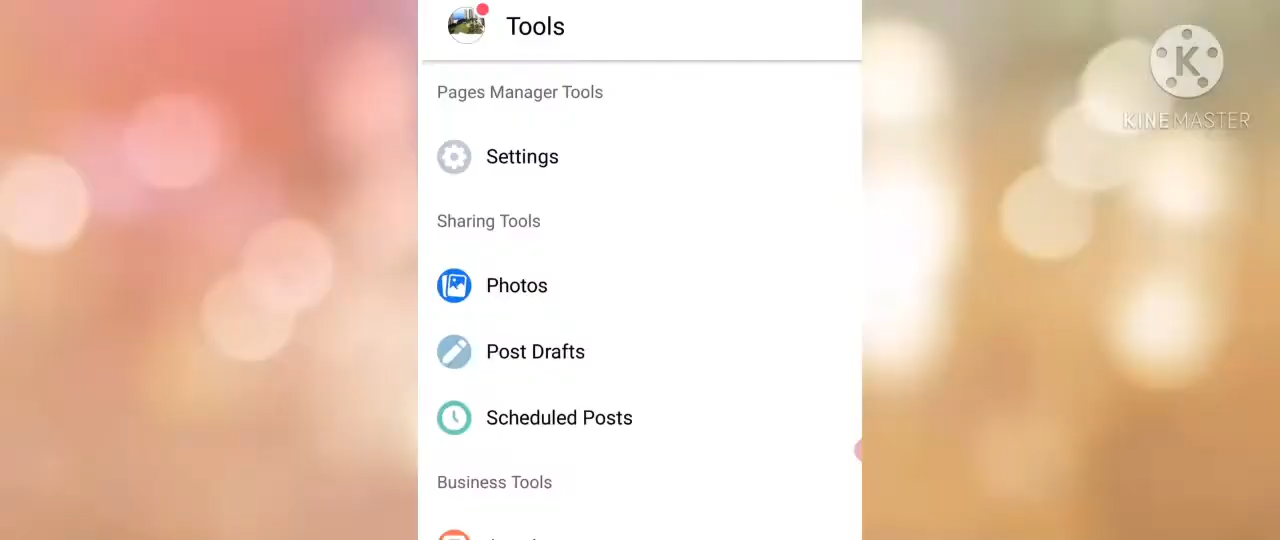 Tools
K
KINEMASTER
Pages Manager Tools
Settings
Sharing Tools
Photos
Post Drafts
Scheduled Posts
Business Tools